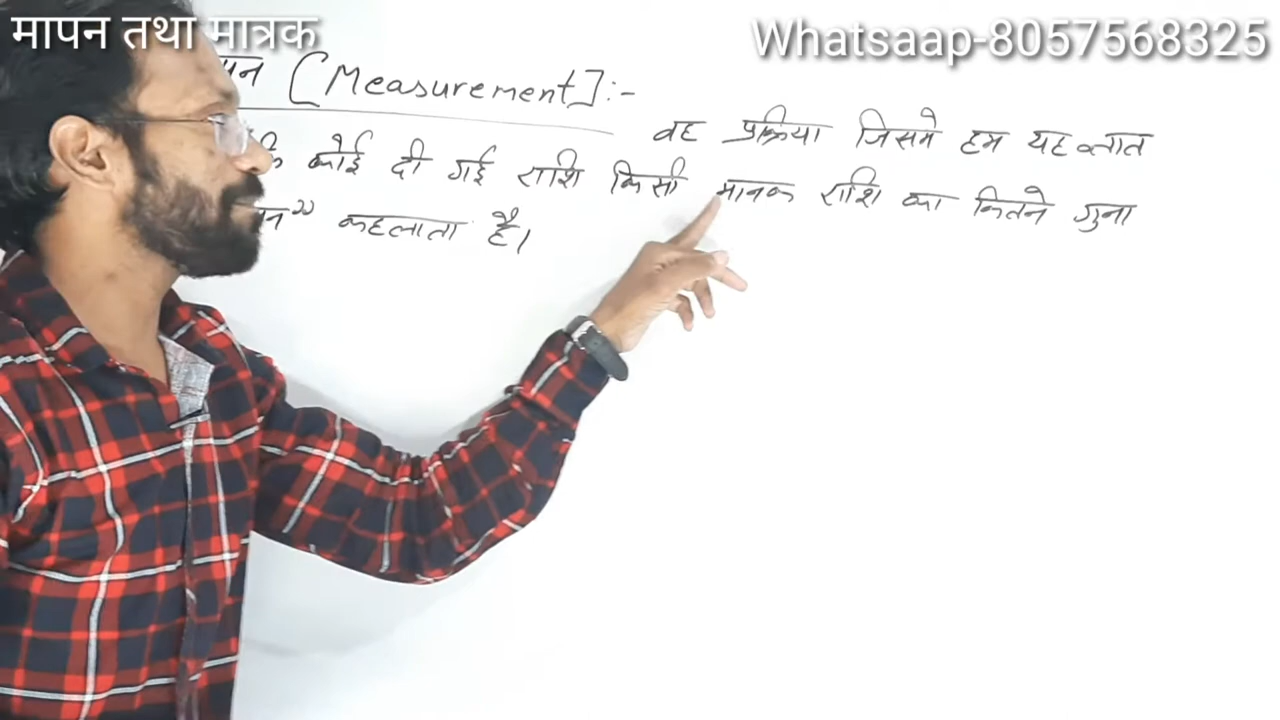 मापन तथा मात्रक
Whatsaap-8057568325
[Measurement]:-
वह प्रक्रिया जिसमे हम यह ज्ञात
कोई दी गई राशि किसी मानक राशि का कितने गुना
कहलाता है।